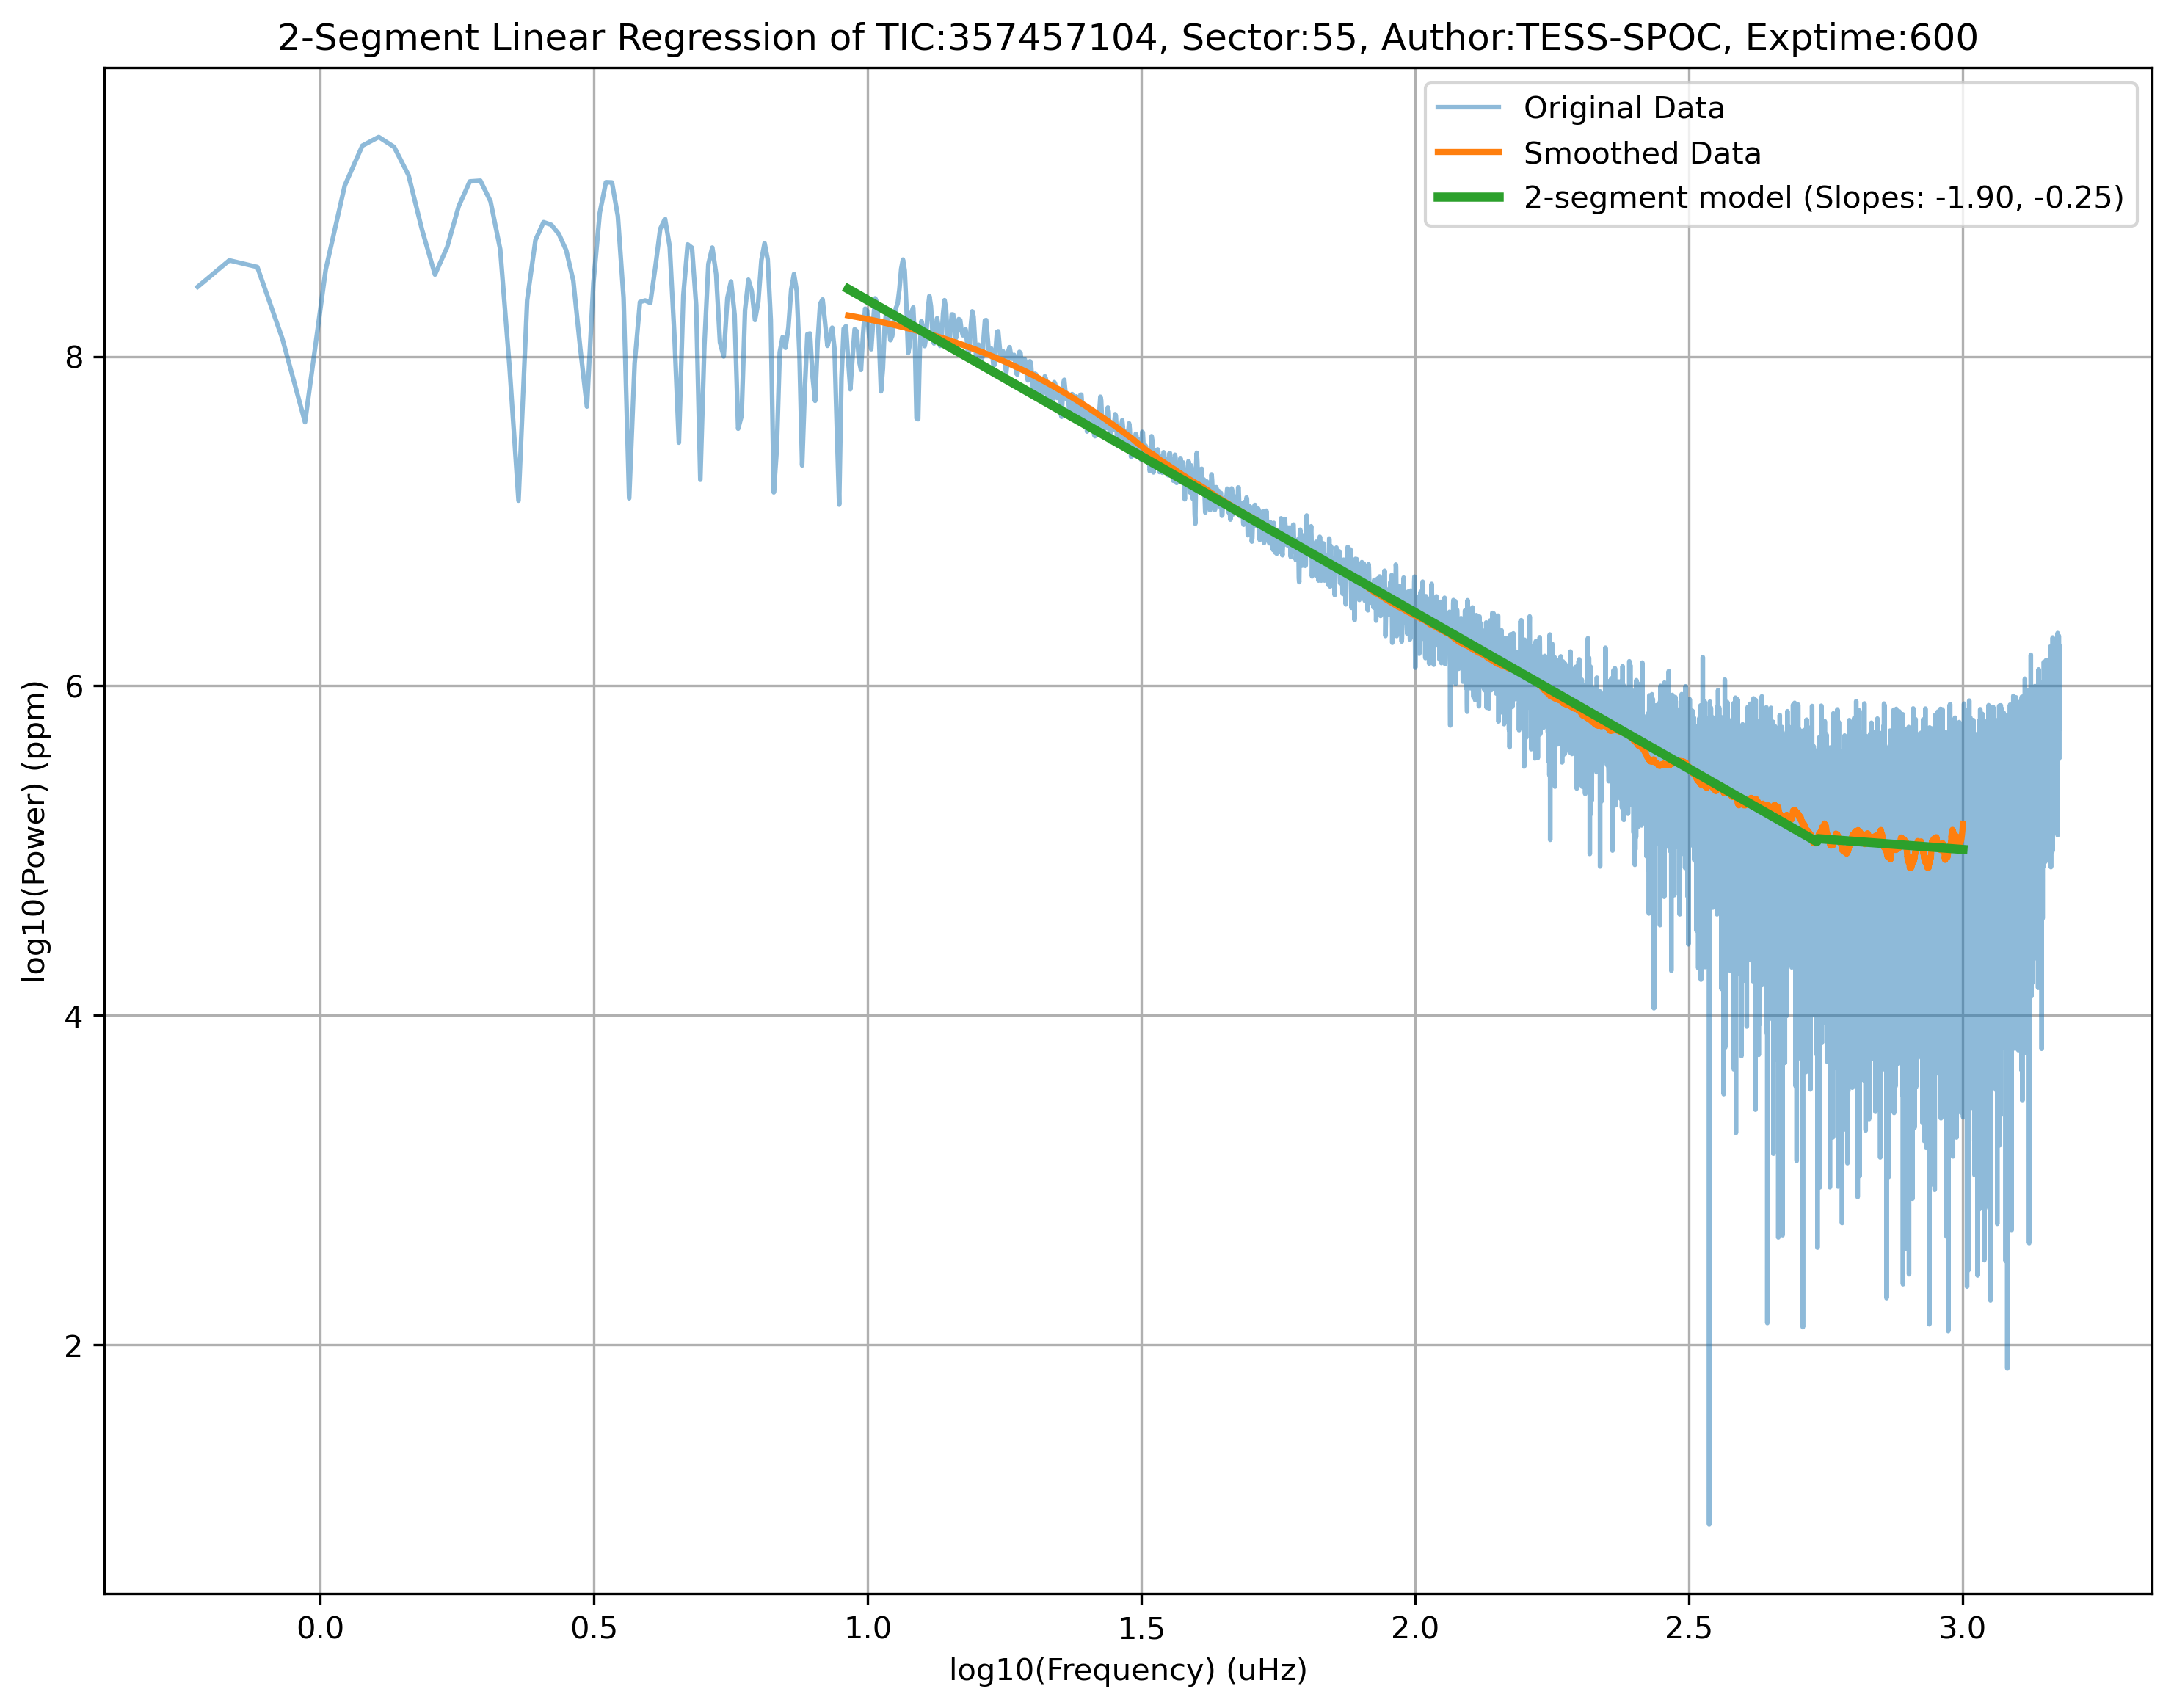 2-Segment Linear Regression of TIC:357457104, Sector:55, Author:TESS-SPOC, Exptime:600
Original Data
Smoothed Data
2-segment model (Slopes: -1.90, -0.25)
log10(Power) (ppm)
8
6
4
2
0.0 0.5 1.0 1.5 2.0 2.5 3.0
log10(Frequency) (uHz)